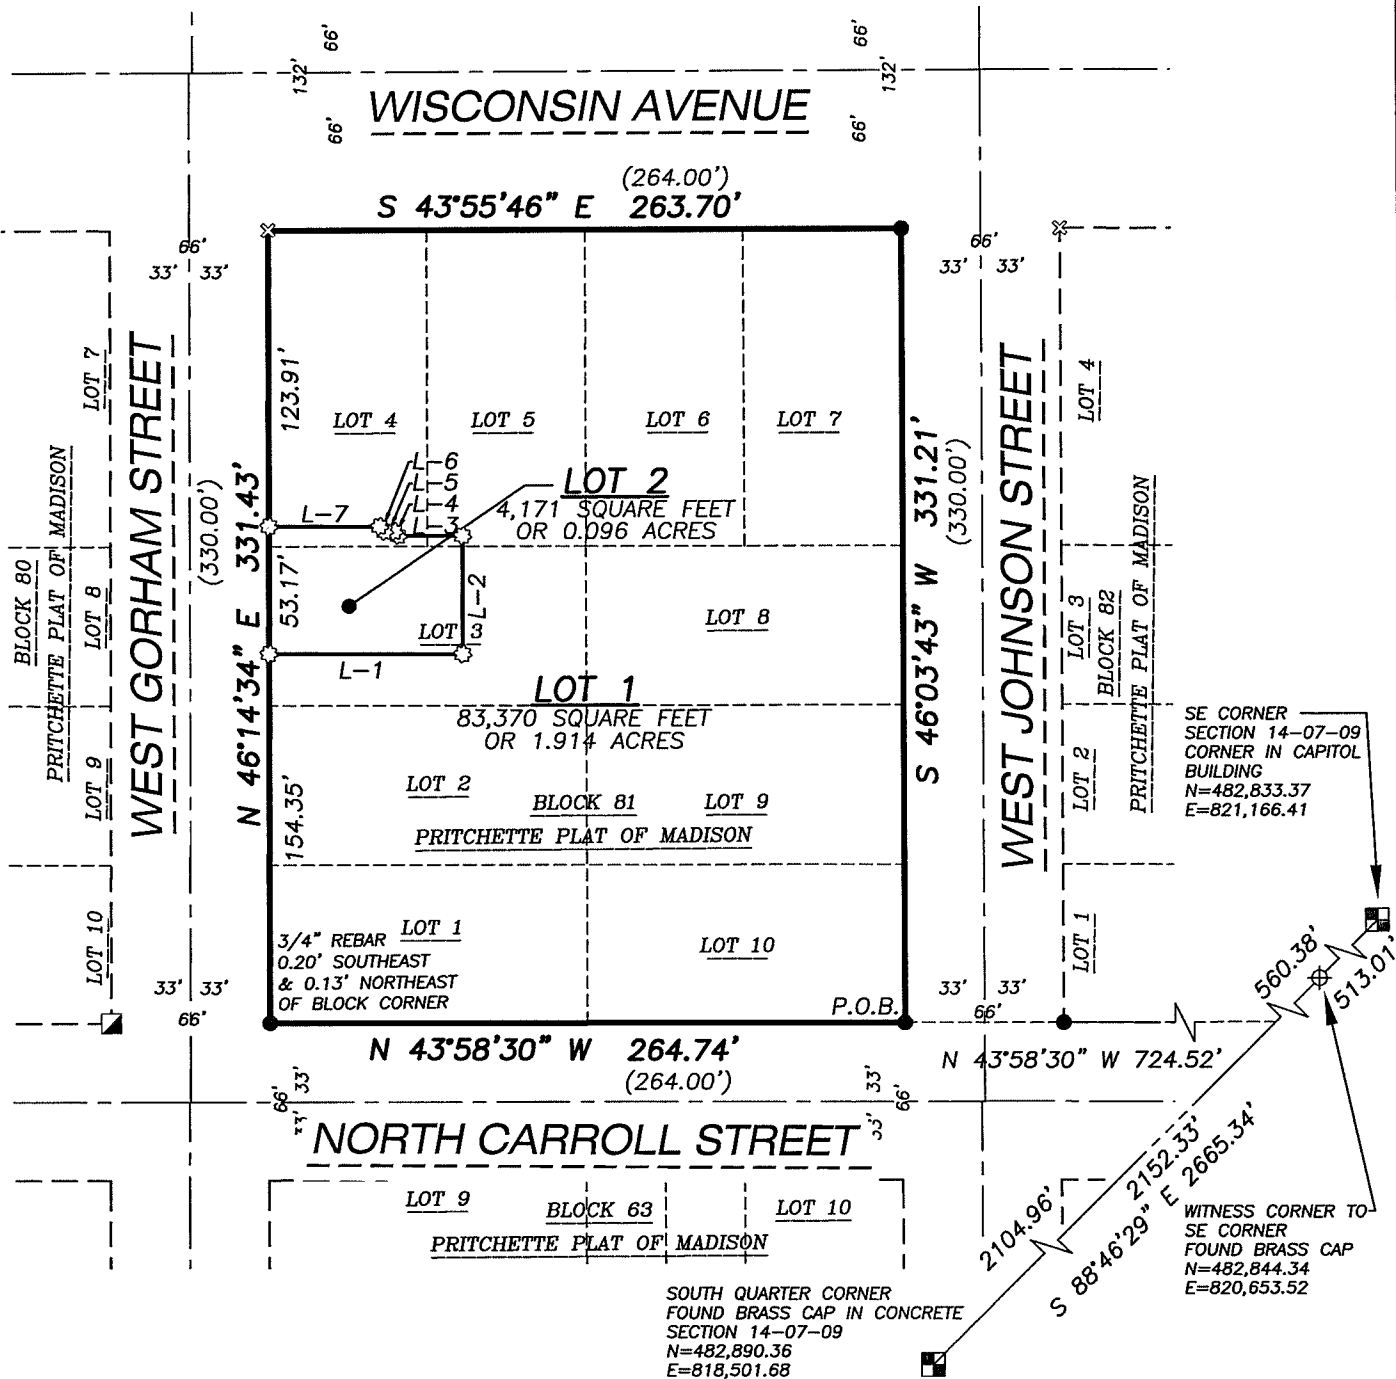 66'
66'
132'
132'
WISCONSIN AVENUE
66'
66'
(264.00')
S 43°55'46" E 263.70'
66'
33' 33'
66'
33' 33'
LOT 7
WEST GORHAM STREET
123.91'
LOT 4
LOT 5
LOT 6
LOT 7
WEST JOHNSON STREET
LOT 4
L-6
L-5
L-4
L-3
L-7
LOT 2
4,171 SQUARE FEET
OR 0.096 ACRES
331.21'
(330.00')
S 46°03'43" W
N 46°14'34" E 331.43'
(330.00')
BLOCK 80
PRITCHETTE PLAT OF MADISON
LOT 8
53.17'
L-2
LOT 3
L-1
LOT 8
LOT 3
BLOCK 82
PRITCHETTE PLAT OF MADISON
LOT 1
83,370 SQUARE FEET
OR 1.914 ACRES
LOT 9
LOT 2
154.35'
LOT 2
BLOCK 81
LOT 9
PRITCHETTE PLAT OF MADISON
SE CORNER
SECTION 14-07-09
CORNER IN CAPITOL
BUILDING
N=482,833.37
E=821,166.41
LOT 10
LOT 1
3/4" REBAR
0.20' SOUTHEAST
& 0.13' NORTHEAST
OF BLOCK CORNER
LOT 10
LOT 1
33' 33'
66'
P.O.B.
33' 33'
66'
560.38'
513.01'
N 43°58'30" W 264.74'
(264.00')
N 43°58'30" W 724.52'
66'
33'
33'
33'
66'
33'
NORTH CARROLL STREET
2152.33'
2104.96'
S 88°46'29" E 2665.34'
LOT 9
BLOCK 63
LOT 10
PRITCHETTE PLAT OF MADISON
WITNESS CORNER TO
SE CORNER
FOUND BRASS CAP
N=482,844.34
E=820,653.52
SOUTH QUARTER CORNER
FOUND BRASS CAP IN CONCRETE
SECTION 14-07-09
N=482,890.36
E=818,501.68